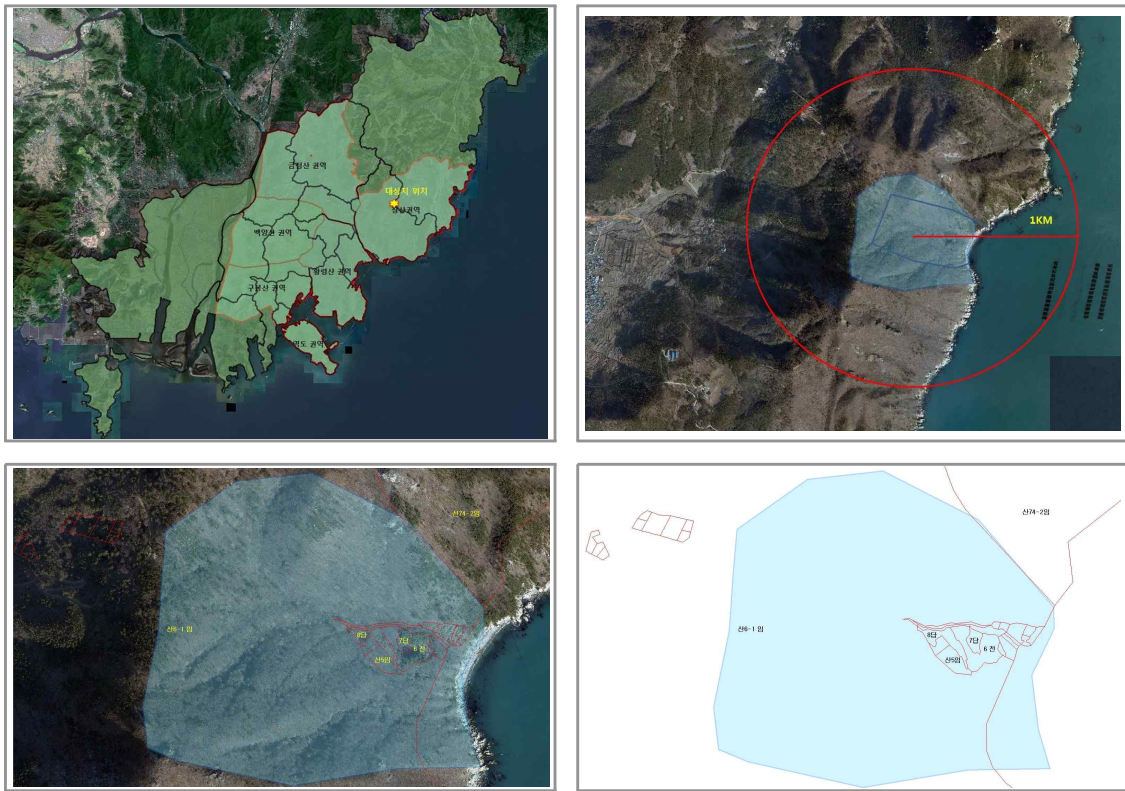 금정산 권역
대상지 위치
백양산 권역
황령산 권역
구봉산 권역
영도 권역
1KM
산74-2임
산6-1 임
8답
7답
6 전
산5임
산74-2임
산6-1 임
8답
7답
6 전
산5임